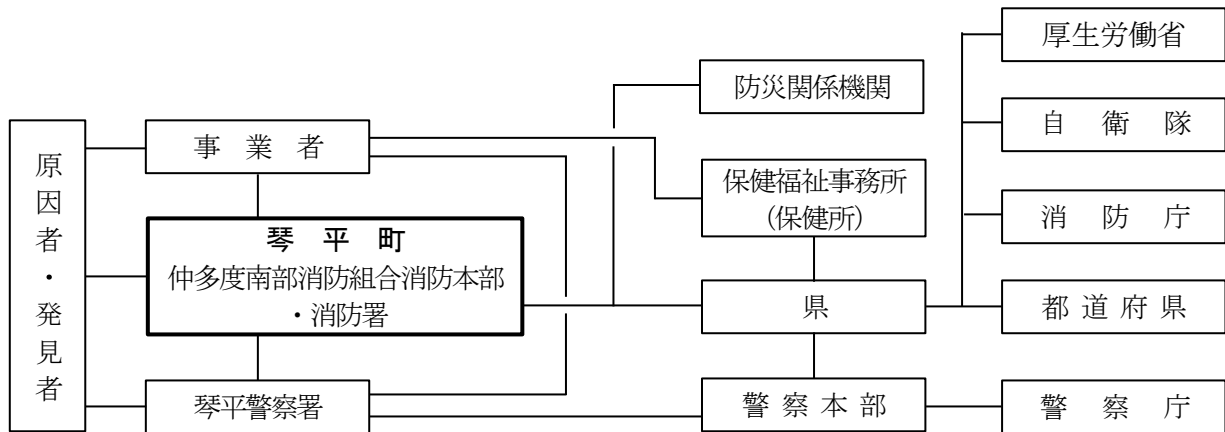 原因者・発見者
事業者
琴平町
仲多度南部消防組合消防本部
・消防署
琴平警察署
防災関係機関
保健福祉事務所
(保健所)
県
警察本部
厚生労働省
自衛隊
消防庁
都道府県
警察庁